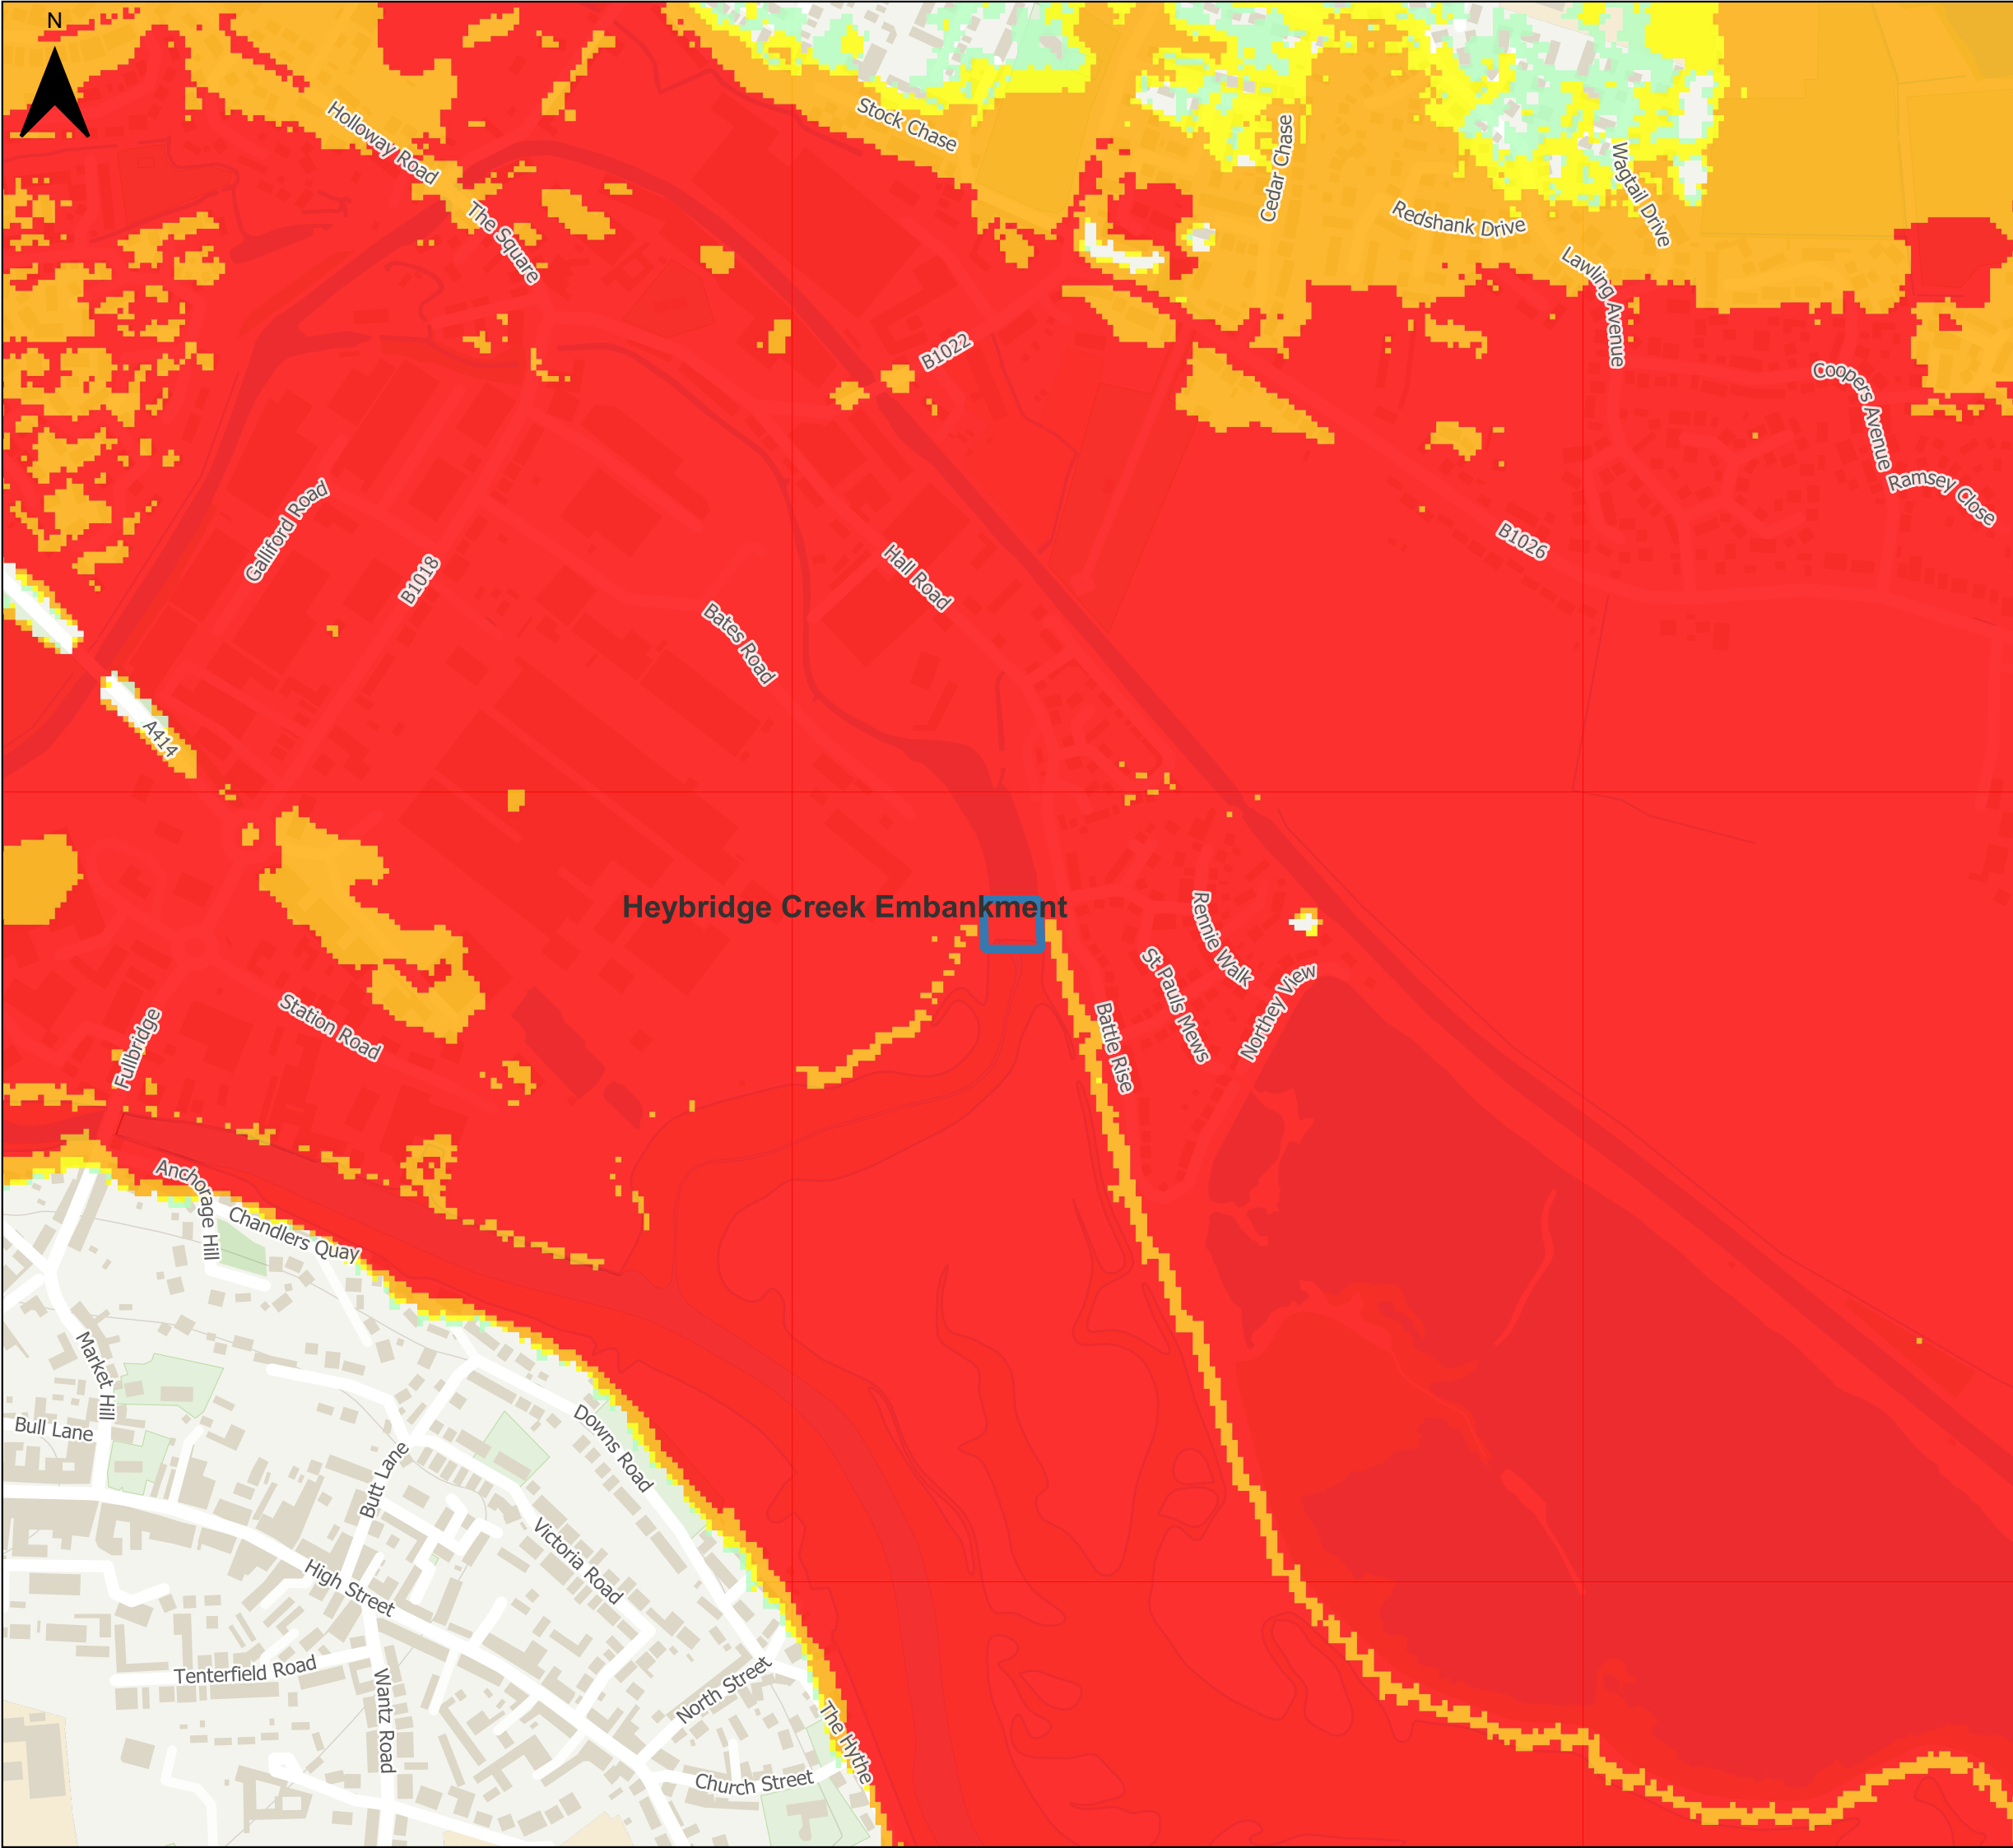 N
Holloway Road
Stock Chase
Cedar Chase
Wagtail Drive
The Square
Redshank Drive
Lawling Avenue
B1022
Coopers Avenue
Ramsey Close
Galliford Road
B1018
B1026
Hall Road
Bates Road
A414
Heybridge Creek Embankment
Rennie Walk
St Pauls Mews
Northey View
Battle Rise
Station Road
Fullbridge
Anchorage Hill
Chandlers Quay
Market Hill
Bull Lane
Butt Lane
Downs Road
Victoria Road
High Street
Tenterfield Road
Wantz Road
North Street
The Hythe
Church Street